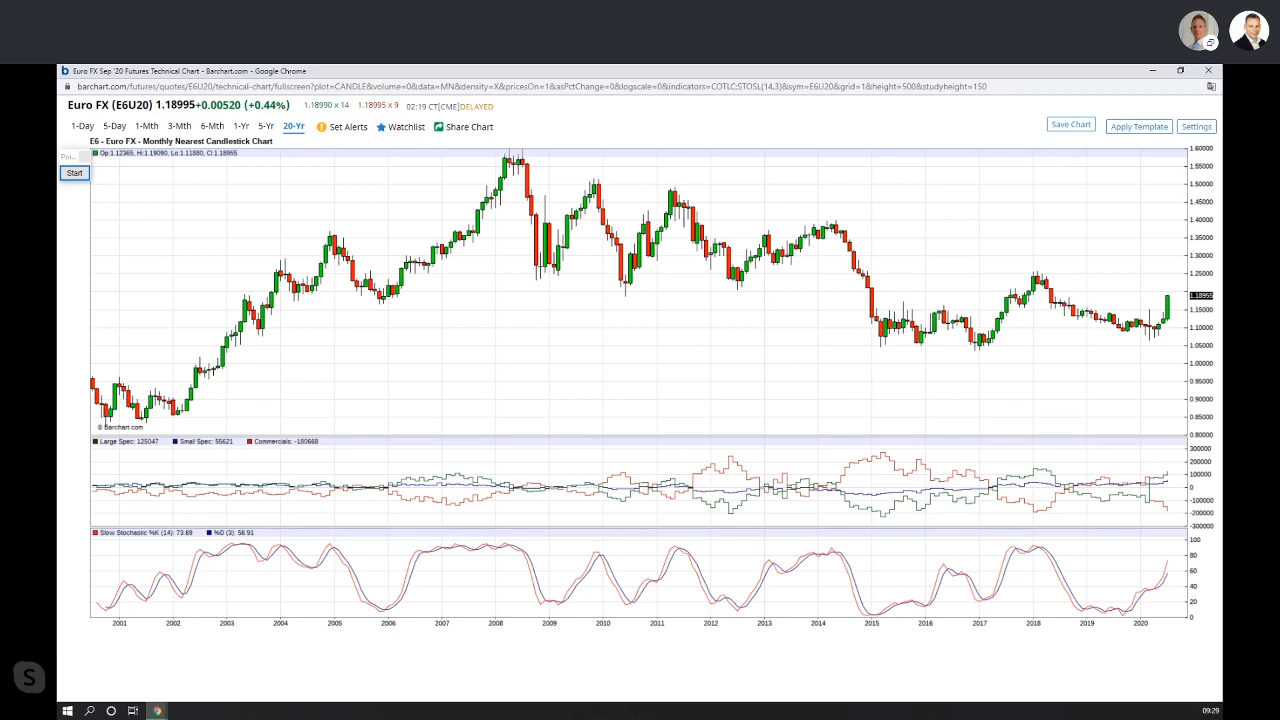 Euro FX Sep '20 Futures Technical Chart - Barchart.com - Google Chrome
barchart.com/futures/quotes/E6U20/technical-chart/fullscreen?plot=CANDLE&volume=0&data=MN&density=X&pricesOn=1&asPctChange=0&logscale=0&indicators=COTLC;STOSL(14,3)&sym=E6U20&grid=1&height=500&studyheight=150
Euro FX (E6U20) 1.18995 +0.00520 (+0.44%) 1.18990 x 14 1.18995 x 9 02:19 CT [CME] DELAYED
1-Day 5-Day 1-Mth 3-Mth 6-Mth 1-Yr 5-Yr 20-Yr Set Alerts Watchlist Share Chart Save Chart Apply Template Settings
E6 - Euro FX - Monthly Nearest Candlestick Chart
Poi...
Op:1.12365, Hi:1.19090, Lo:1.11880, Cl:1.18955
Start
1.60000
1.55000
1.50000
1.45000
1.40000
1.35000
1.30000
1.25000
1.18955
1.15000
1.10000
1.05000
1.00000
0.95000
0.90000
0.85000
© Barchart.com
0.80000
Large Spec: 125047 Small Spec: 55621 Commercials: -180668
300000
200000
100000
0
-100000
-200000
-300000
Slow Stochastic %K (14): 73.69 %D (3): 56.91
100
80
60
40
20
0
2001 2002 2003 2004 2005 2006 2007 2008 2009 2010 2011 2012 2013 2014 2015 2016 2017 2018 2019 2020
S
09:29